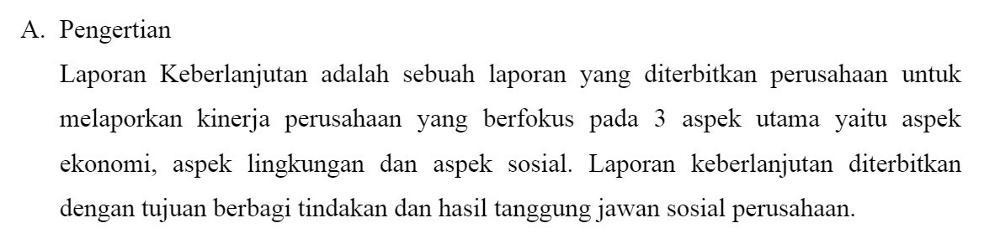 A. Pengertian
Laporan Keberlanjutan adalah sebuah laporan yang diterbitkan perusahaan untuk
melaporkan kinerja perusahaan yang berfokus pada 3 aspek utama yaitu aspek
ekonomi, aspek lingkungan dan aspek sosial. Laporan keberlanjutan diterbitkan
dengan tujuan berbagi tindakan dan hasil tanggung jawan sosial perusahaan.